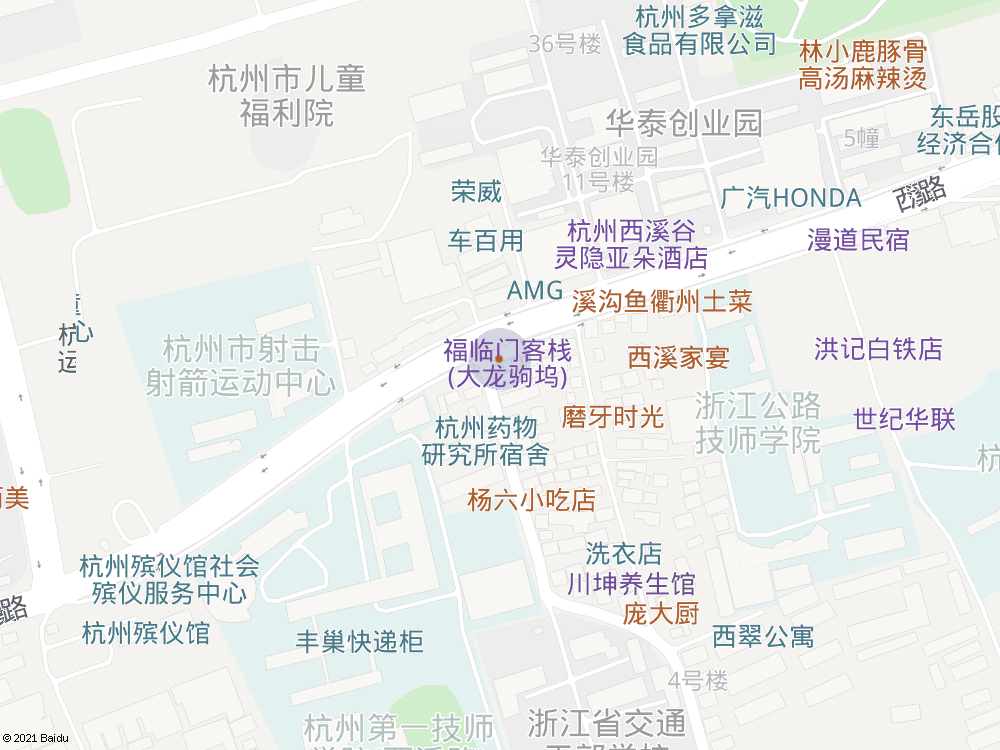 杭州多拿滋
食品有限公司
36号楼
林小鹿豚骨
高汤麻辣烫
杭州市儿童
福利院
华泰创业园
东岳股
经济合
5幢
华泰创业园
11号楼
荣威
广汽HONDA
西溪路
车百用
杭州西溪谷
灵隐亚朵酒店
漫道民宿
AMG
溪沟鱼衢州土菜
心
杭
运
杭州市射击
射箭运动中心
福临门客栈
(大龙驹坞)
西溪家宴
洪记白铁店
磨牙时光
浙江公路
技师学院
世纪华联
杭州药物
研究所宿舍
杭
美
杨六小吃店
洗衣店
川坤养生馆
杭州殡仪馆社会
殡仪服务中心
庞大厨
路
杭州殡仪馆
丰巢快递柜
西翠公寓
4号楼
杭州第一技师
浙江省交通
© 2021 Baidu